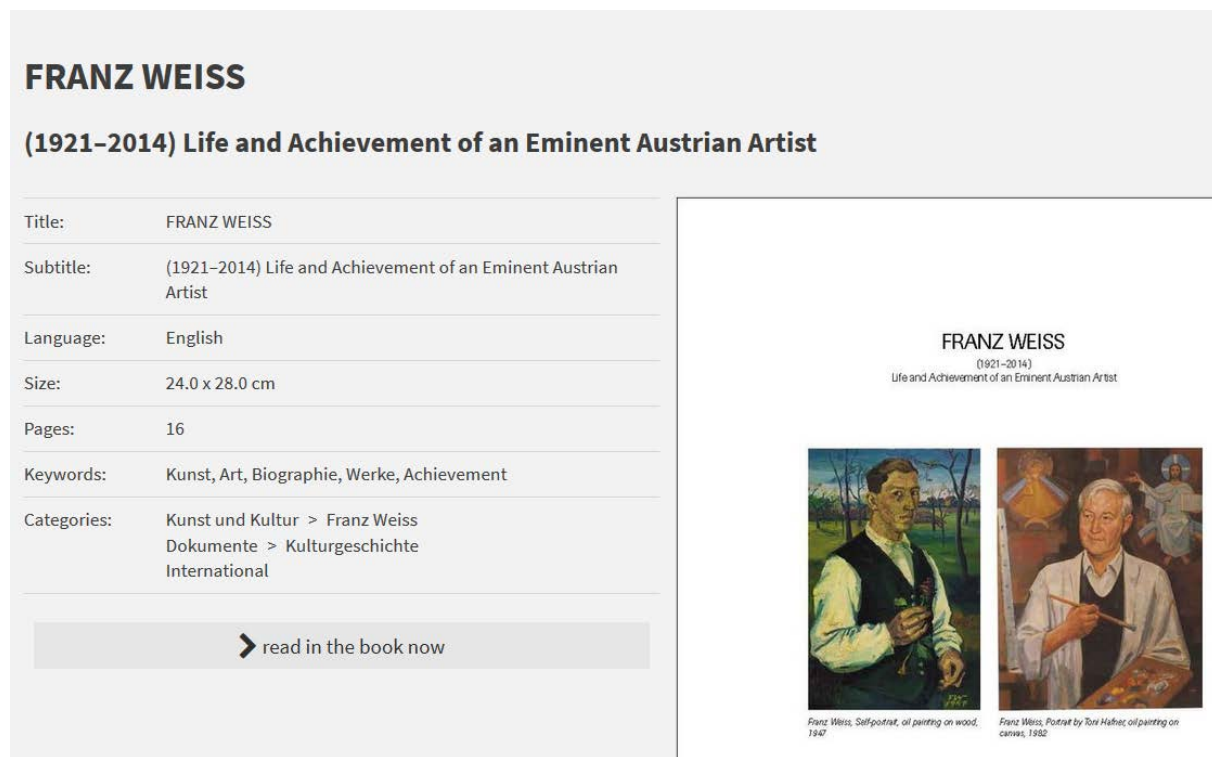 FRANZ WEISS
(1921–2014) Life and Achievement of an Eminent Austrian Artist
Title: FRANZ WEISS
Subtitle: (1921–2014) Life and Achievement of an Eminent Austrian
Artist
Language: English
Size: 24.0 x 28.0 cm
Pages: 16
Keywords: Kunst, Art, Biographie, Werke, Achievement
Categories: Kunst und Kultur > Franz Weiss
Dokumente > Kulturgeschichte
International
read in the book now
FRANZ WEISS
(1921–2014)
Life and Achievement of an Eminent Austrian Artist
FW
1947
Franz Weiss, Self-portrait, oil painting on wood,
1947
Franz Weiss, Portrait by Toni Hafner, oil painting on
canvas, 1982